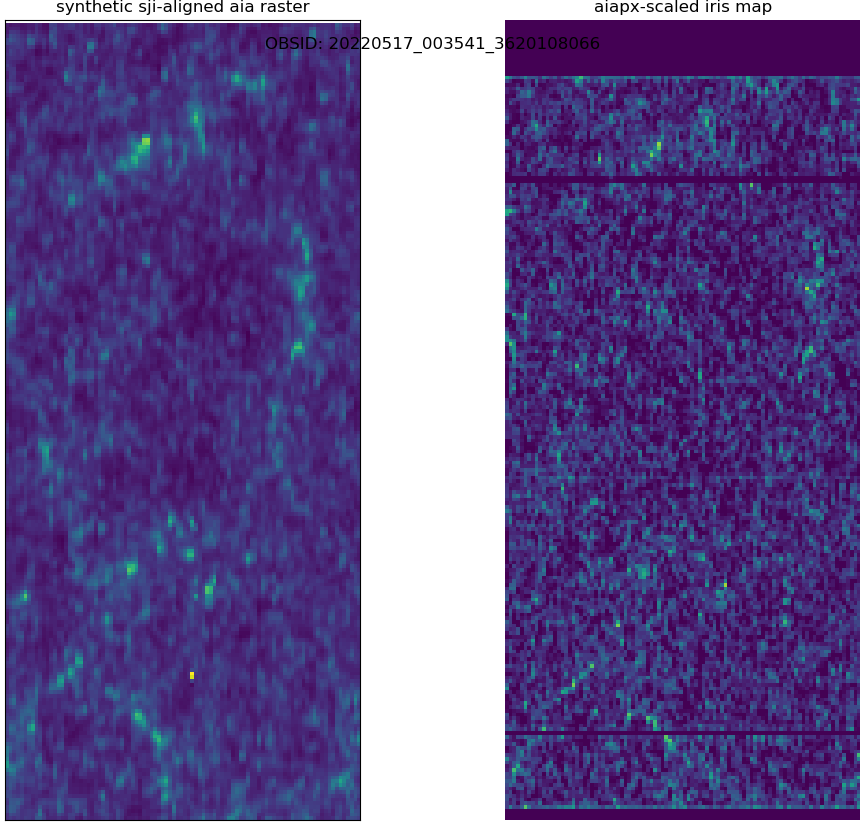 synthetic sji-aligned aia raster
aiapx-scaled iris map
OBSID: 20220517_003541_3620108066